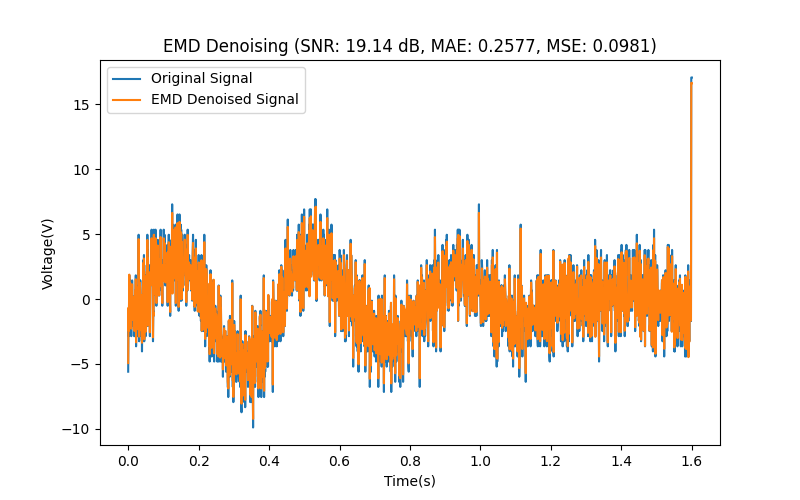 EMD Denoising (SNR: 19.14 dB, MAE: 0.2577, MSE: 0.0981)
Original Signal
EMD Denoised Signal
Voltage(V)
15
10
5
0
−5
−10
0.0 0.2 0.4 0.6 0.8 1.0 1.2 1.4 1.6
Time(s)